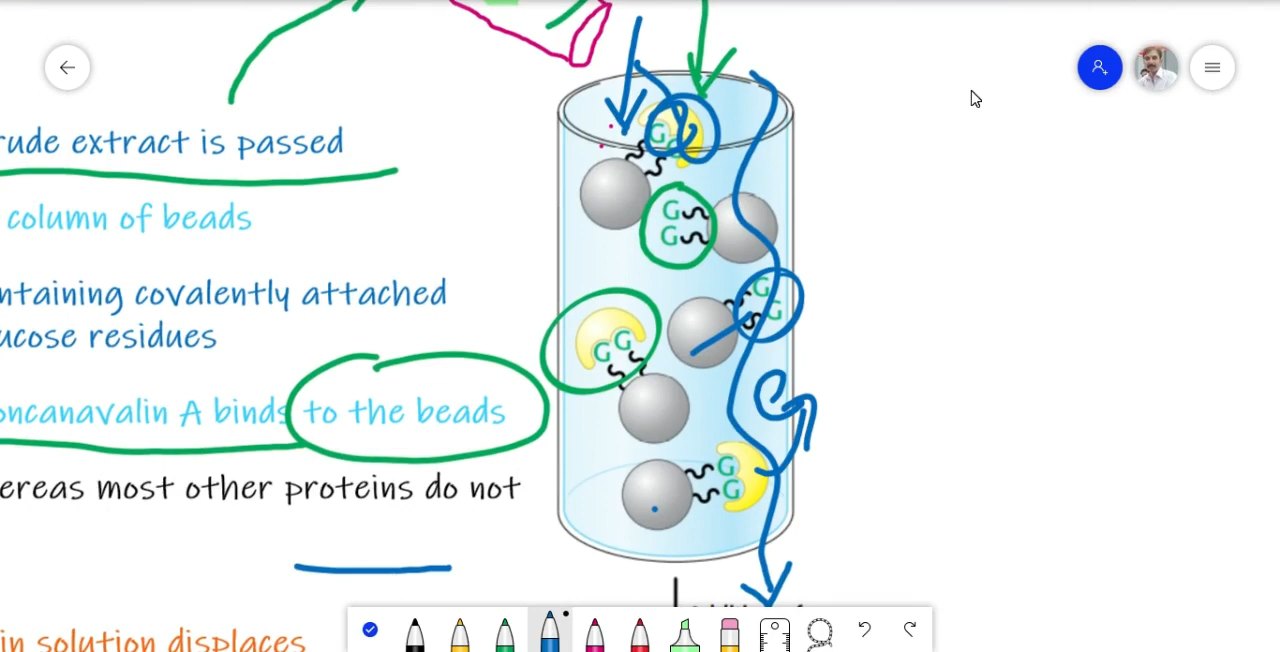 rude extract is passed
column of beads
ntaining covalently attached
ucose residues
oncanavalin A binds to the beads
ereas most other proteins do not
in solution displaces
G
G
G
G
G
G
G
G
G
G